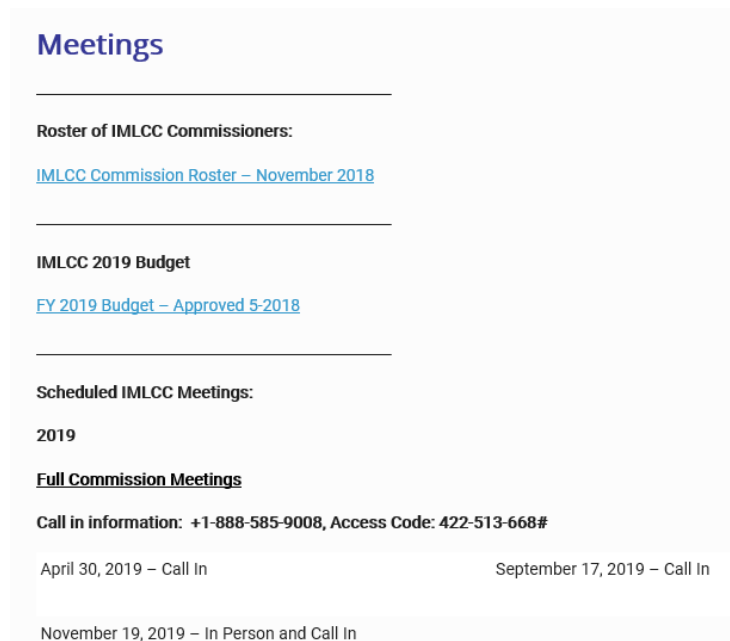 Meetings
Roster of IMLCC Commissioners:
IMLCC Commission Roster – November 2018
IMLCC 2019 Budget
FY 2019 Budget – Approved 5-2018
Scheduled IMLCC Meetings:
2019
Full Commission Meetings
Call in information:  +1-888-585-9008, Access Code: 422-513-668#
April 30, 2019 – Call In September 17, 2019 – Call In
November 19, 2019 – In Person and Call In